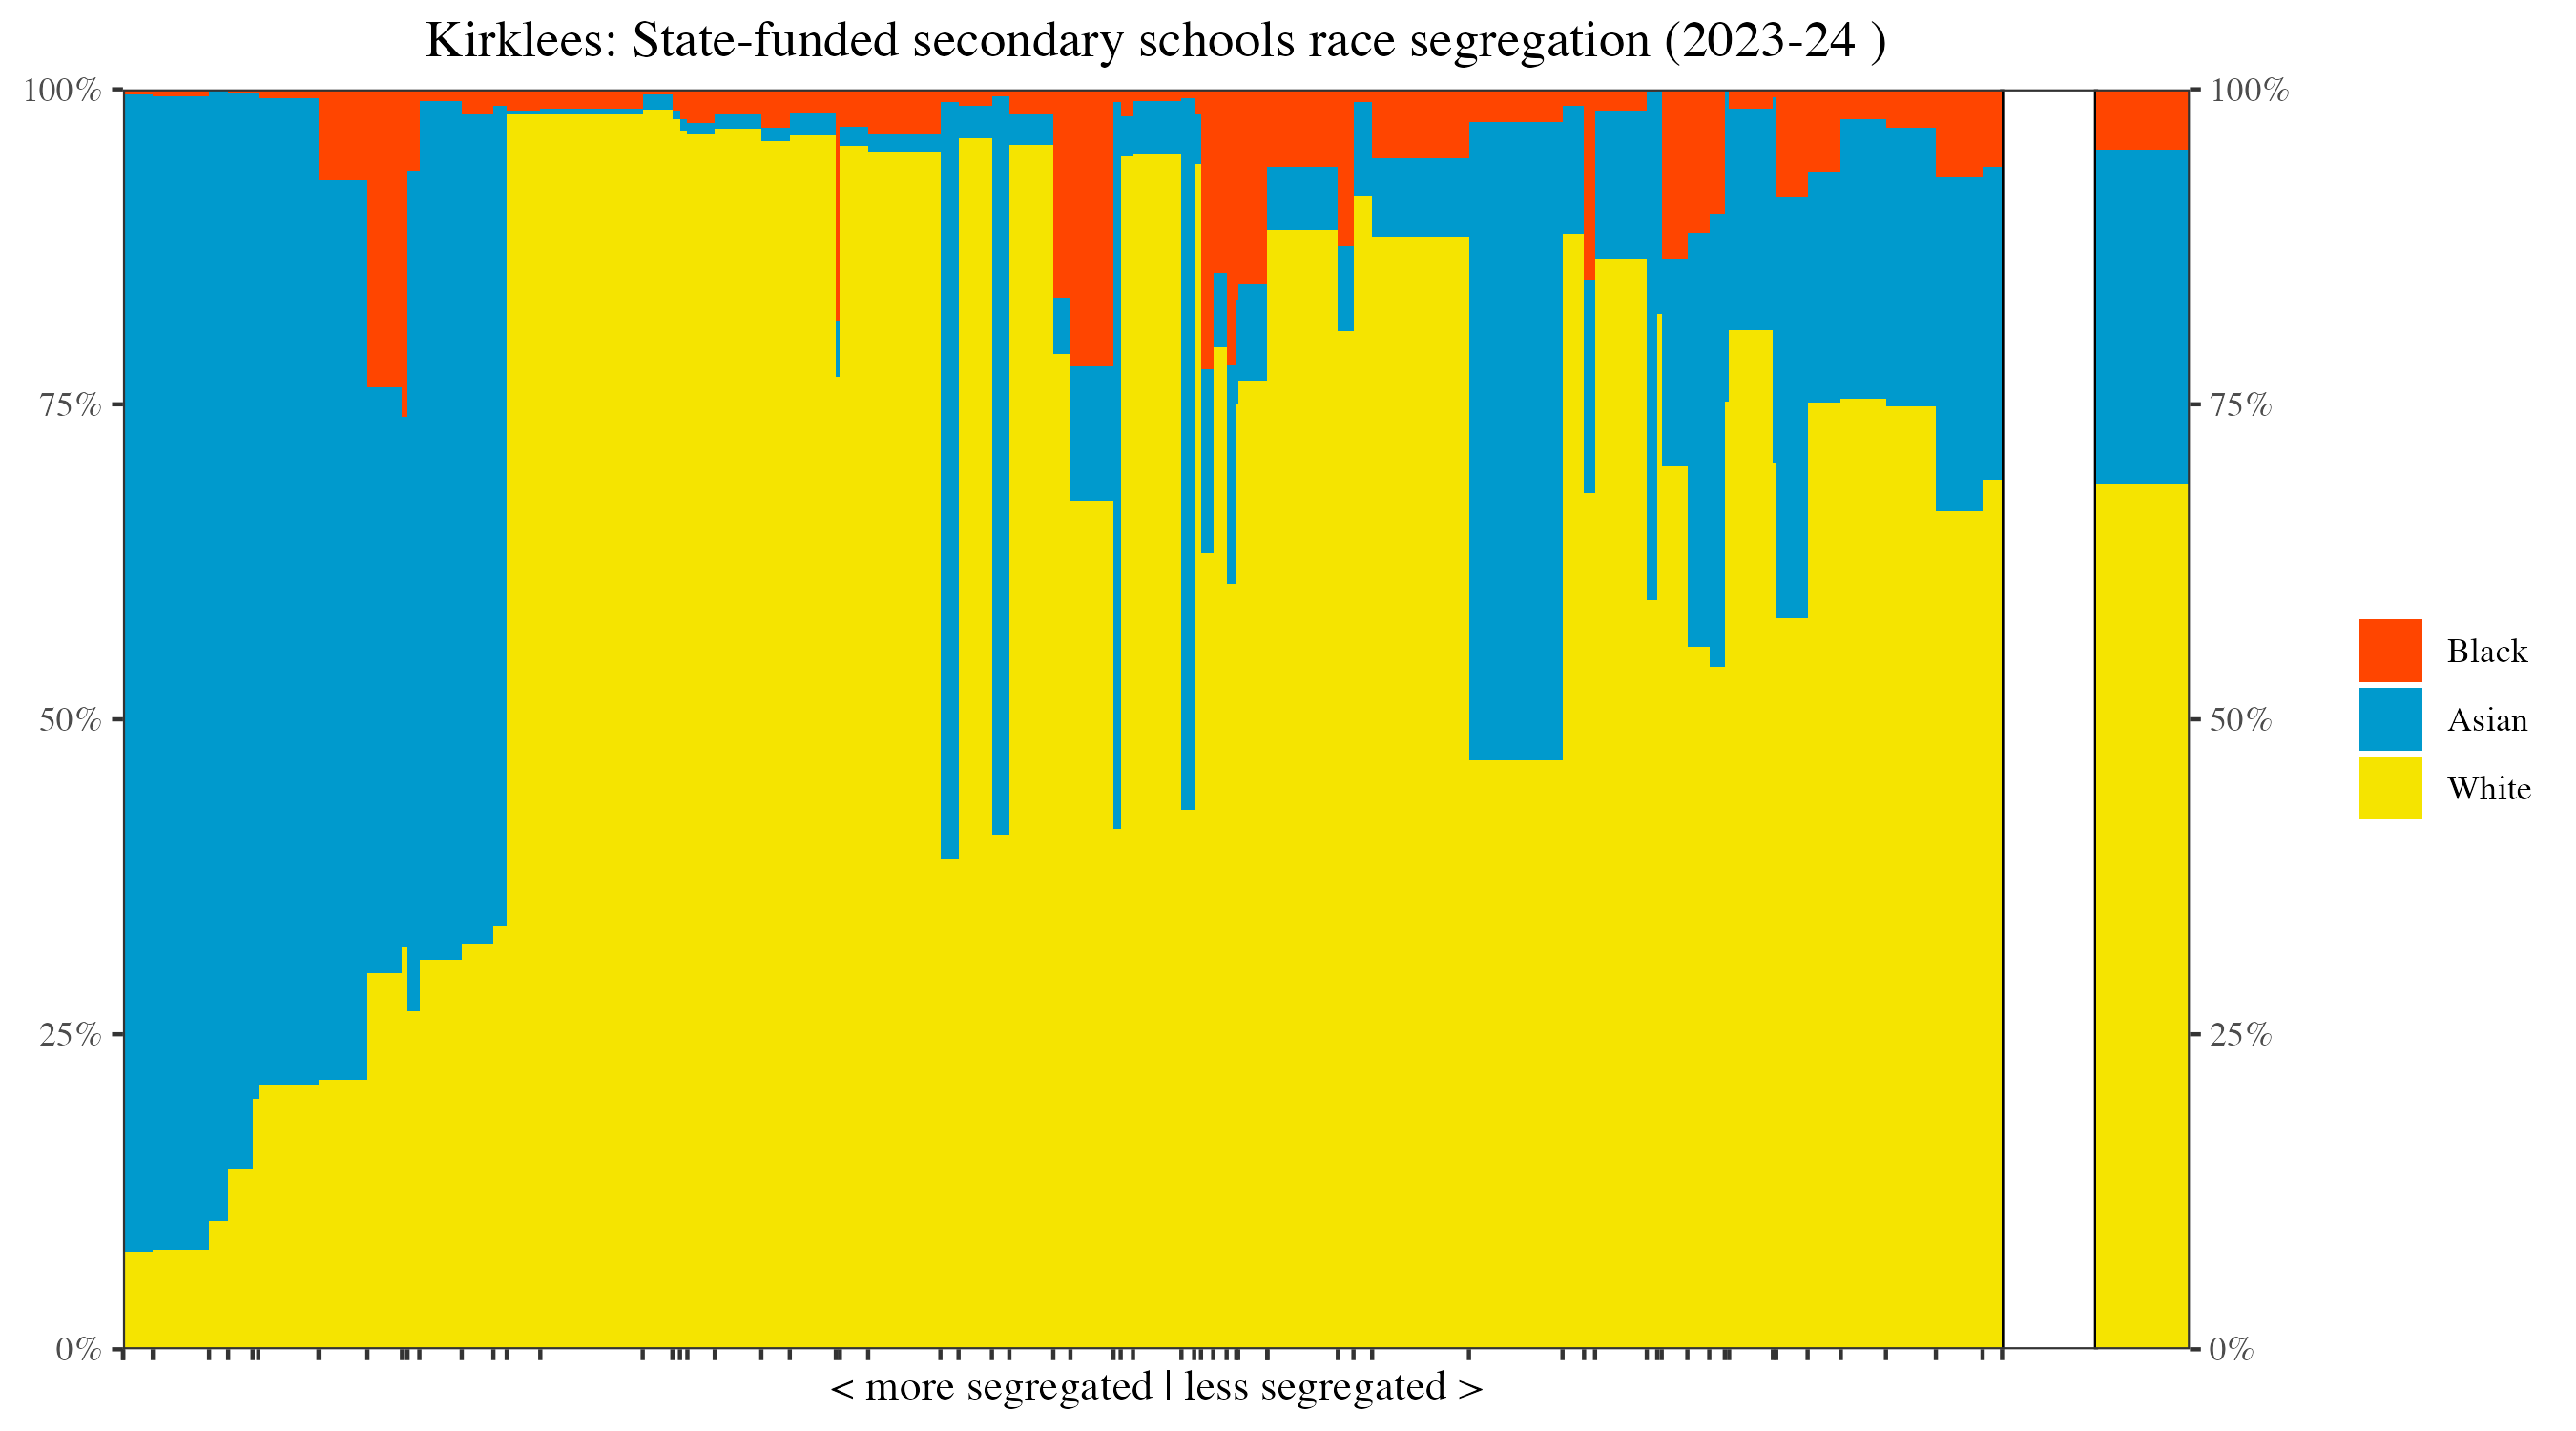 Kirklees: State-funded secondary schools race segregation (2023-24 )
100%
75%
50%
25%
0%
100%
75%
50%
25%
0%
Black
Asian
White
< more segregated | less segregated >